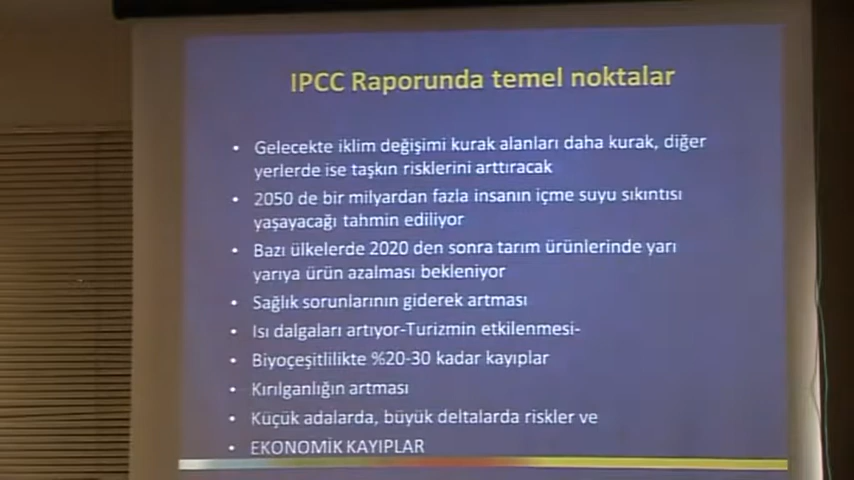 IPCC Raporunda temel noktalar
• Gelecekte iklim değişimi kurak alanları daha kurak, diğer
yerlerde ise taşkın risklerini arttıracak
• 2050 de bir milyardan fazla insanın içme suyu sıkıntısı
yaşayacağı tahmin ediliyor
• Bazı ülkelerde 2020 den sonra tarım ürünlerinde yarı
yarıya ürün azalması bekleniyor
• Sağlık sorunlarının giderek artması
• Isı dalgaları artıyor-Turizmin etkilenmesi-
• Biyoçeşitlilikte %20-30 kadar kayıplar
• Kırılganlığın artması
• Küçük adalarda, büyük deltalarda riskler ve
• EKONOMİK KAYIPLAR